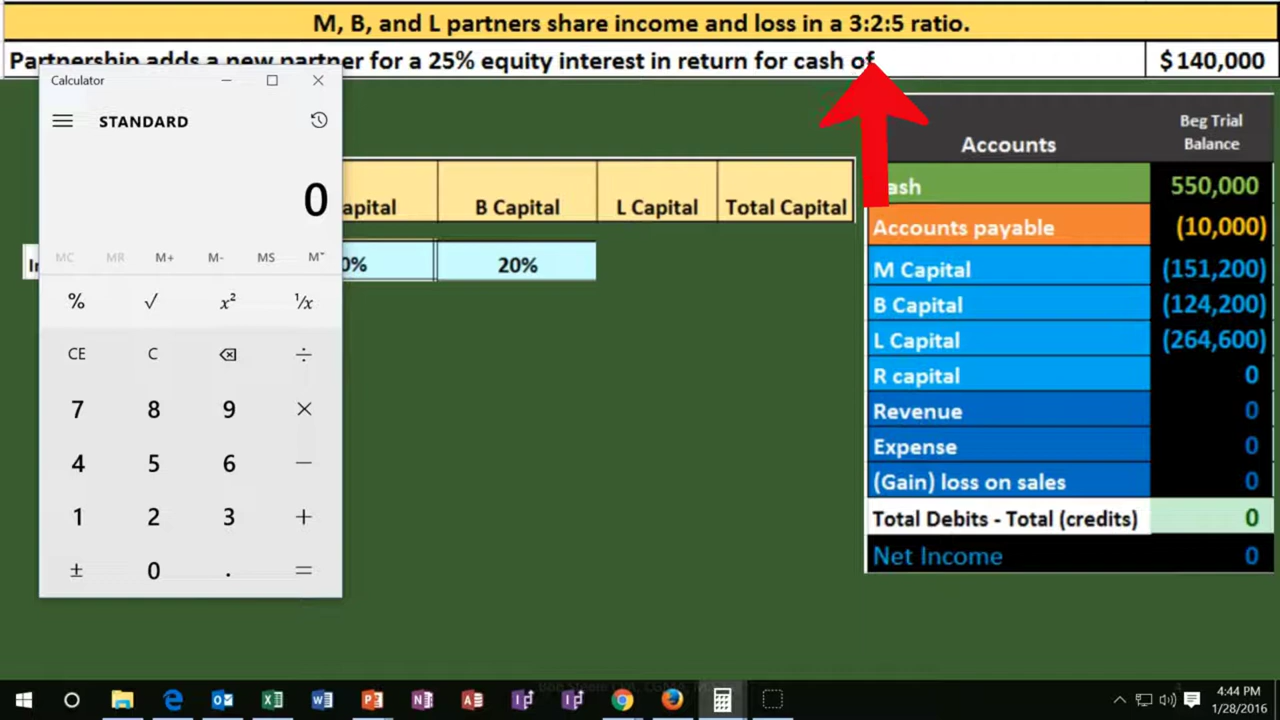 M, B, and L partners share income and loss in a 3:2:5 ratio.
Partnership adds a new partner for a 25% equity interest in return for cash of $140,000
Calculator
STANDARD
0
MC MR M+ M- MS M
% √ x² ¹/x
CE C ÷
7 8 9 ×
4 5 6 −
1 2 3 +
± 0 . =
apital B Capital L Capital Total Capital
0% 20%
Accounts Beg Trial Balance
ash 550,000
Accounts payable (10,000)
M Capital (151,200)
B Capital (124,200)
L Capital (264,600)
R capital 0
Revenue 0
Expense 0
(Gain) loss on sales 0
Total Debits - Total (credits) 0
Net Income 0
4:44 PM
1/28/2016